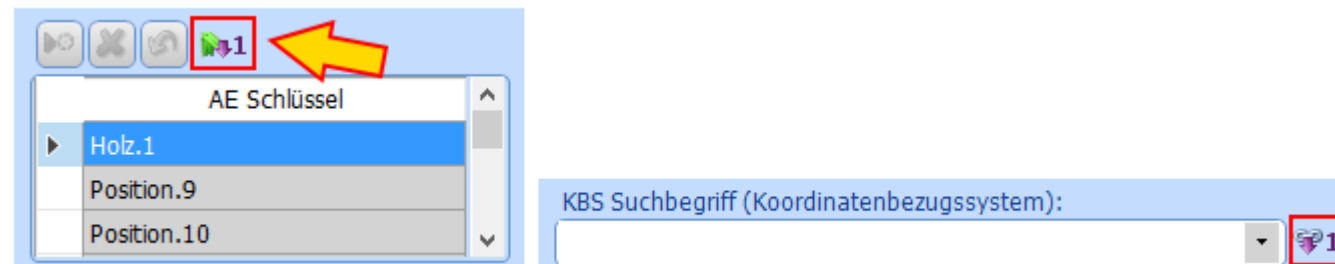 1
AE Schlüssel
Holz.1
Position.9
Position.10
KBS Suchbegriff (Koordinatenbezugssystem):
1